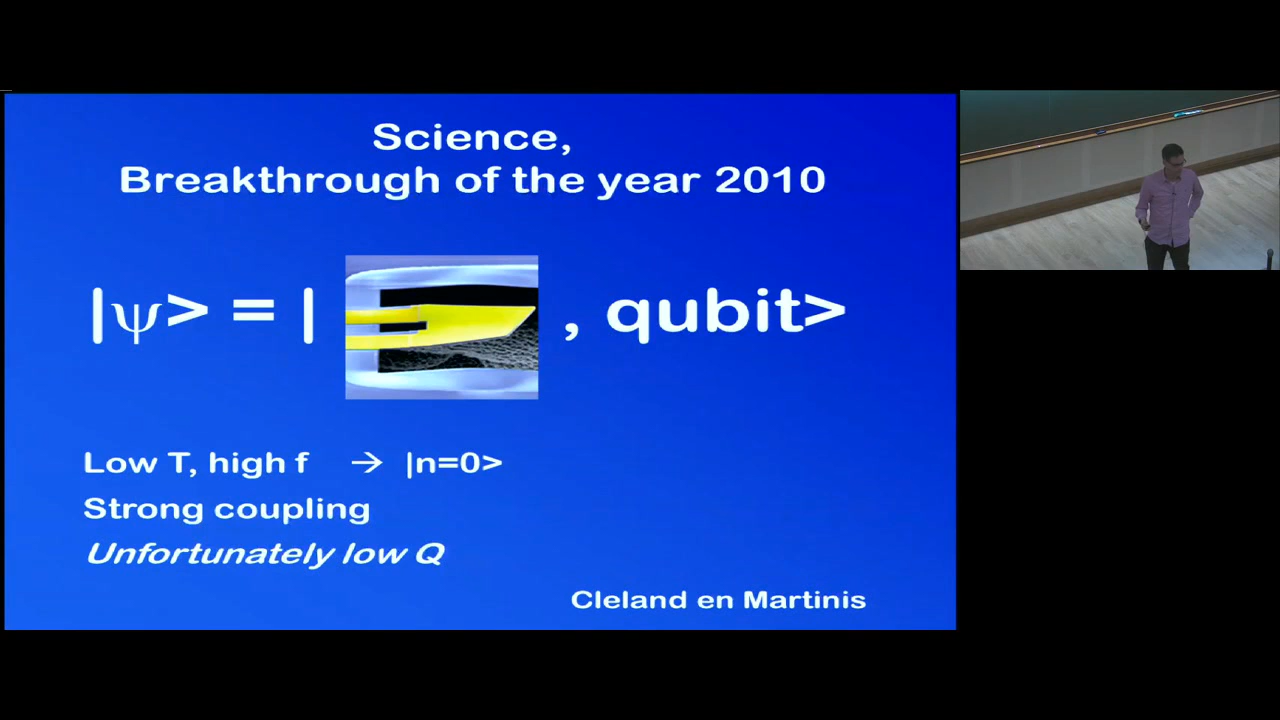 Science,
Breakthrough of the year 2010
|ψ> = | , qubit>
Low T, high f → |n=0>
Strong coupling
Unfortunately low Q
Cleland en Martinis